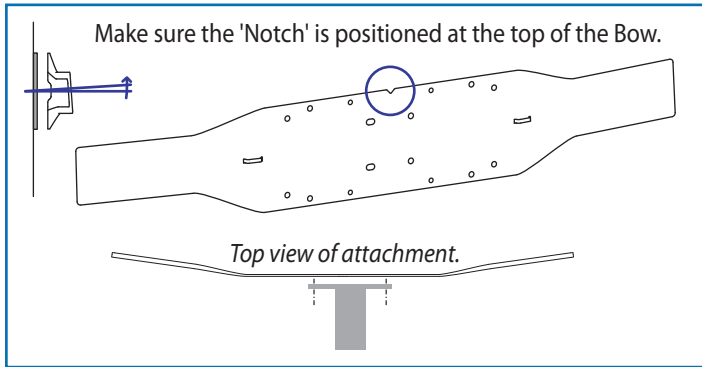 Make sure the 'Notch' is positioned at the top of the Bow.
Top view of attachment.